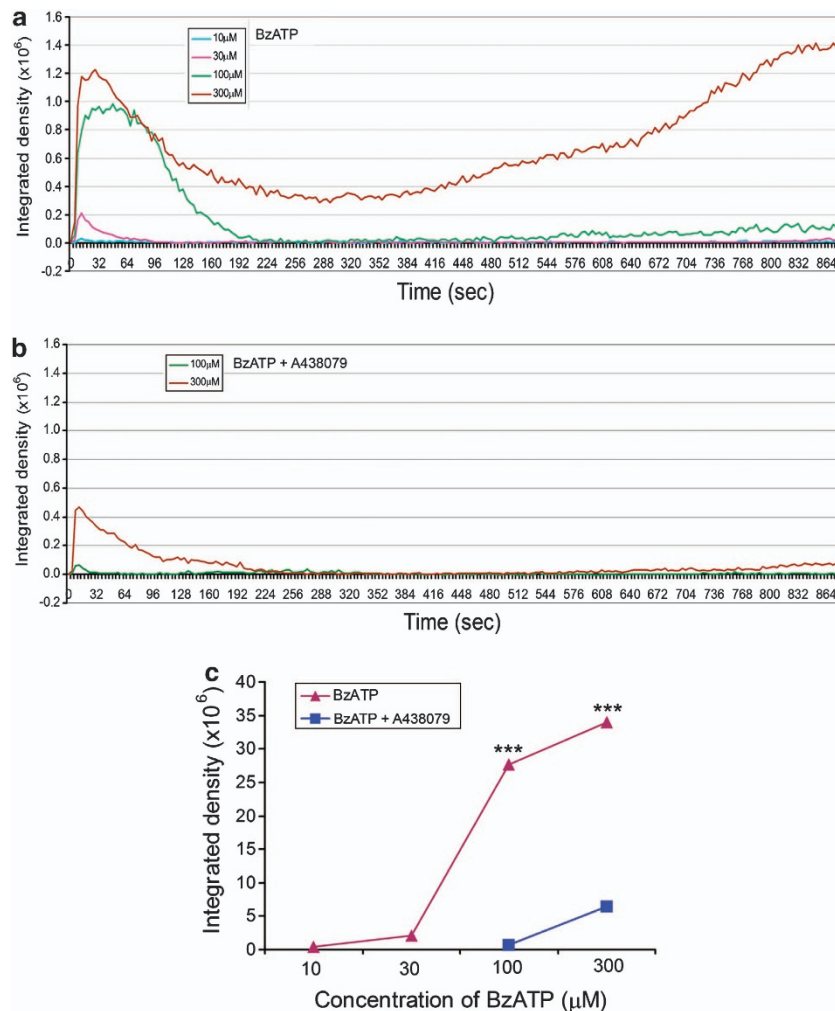 a
1.6
1.4
1.2
1.0
0.8
0.6
0.4
0.2
0.0
-0.2
Integrated density (x10⁶)
10µM
30µM
100µM
300µM
BzATP
0 32 64 96 128 160 192 224 256 288 320 352 384 416 448 480 512 544 576 608 640 672 704 736 768 800 832 864
Time (sec)
b
1.6
1.4
1.2
1.0
0.8
0.6
0.4
0.2
0.0
-0.2
Integrated density (x10⁶)
100µM
300µM
BzATP + A438079
0 32 64 96 128 160 192 224 256 288 320 352 384 416 448 480 512 544 576 608 640 672 704 736 768 800 832 864
Time (sec)
c
40
35
30
25
20
15
10
5
0
Integrated density (x10⁶)
BzATP
BzATP + A438079
***
***
10 30 100 300
Concentration of BzATP (µM)